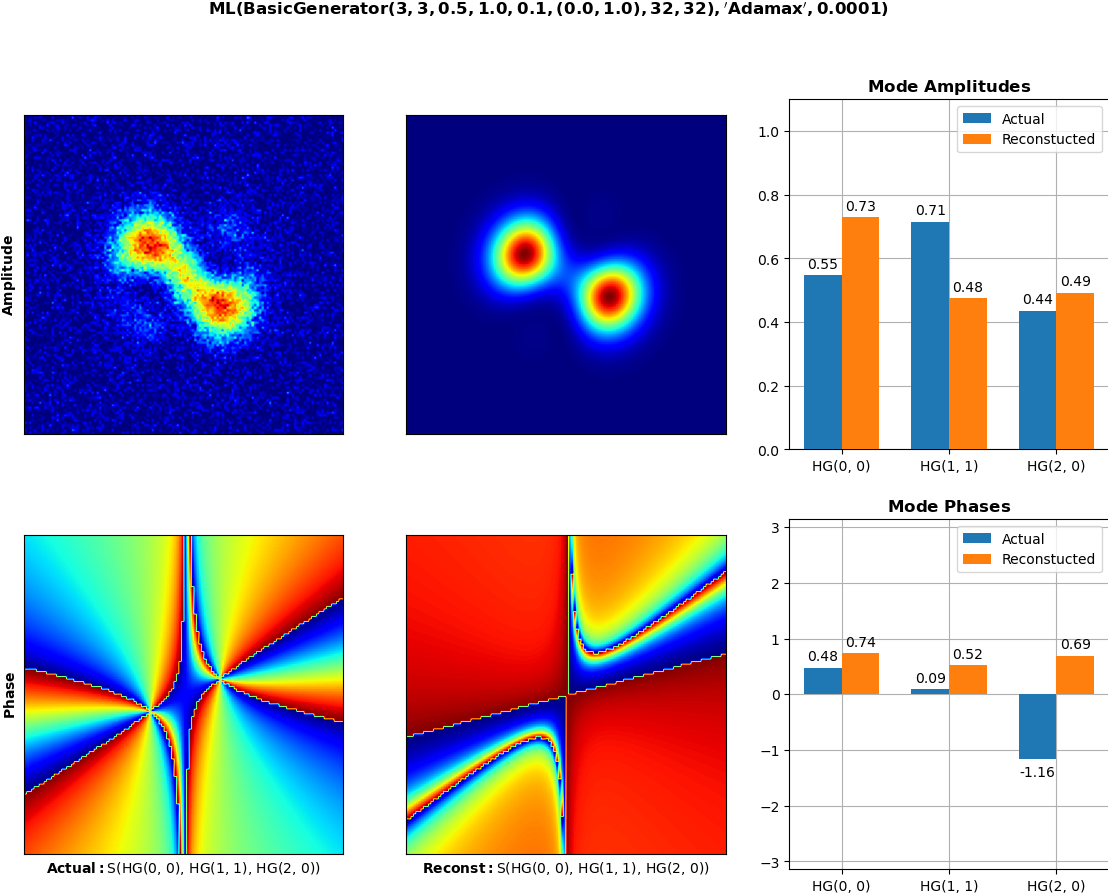 ML(BasicGenerator(3, 3, 0.5, 1.0, 0.1, (0.0, 1.0), 32, 32), ′Adamax′, 0.0001)
Amplitude
Mode Amplitudes
Actual
Reconstucted
1.0
0.8
0.6
0.4
0.2
0.0
0.55
0.73
0.71
0.48
0.44
0.49
HG(0, 0)
HG(1, 1)
HG(2, 0)
Phase
Actual: S(HG(0, 0), HG(1, 1), HG(2, 0))
Reconst: S(HG(0, 0), HG(1, 1), HG(2, 0))
Mode Phases
Actual
Reconstucted
3
2
1
0
−1
−2
−3
0.48
0.74
0.09
0.52
-1.16
0.69
HG(0, 0)
HG(1, 1)
HG(2, 0)